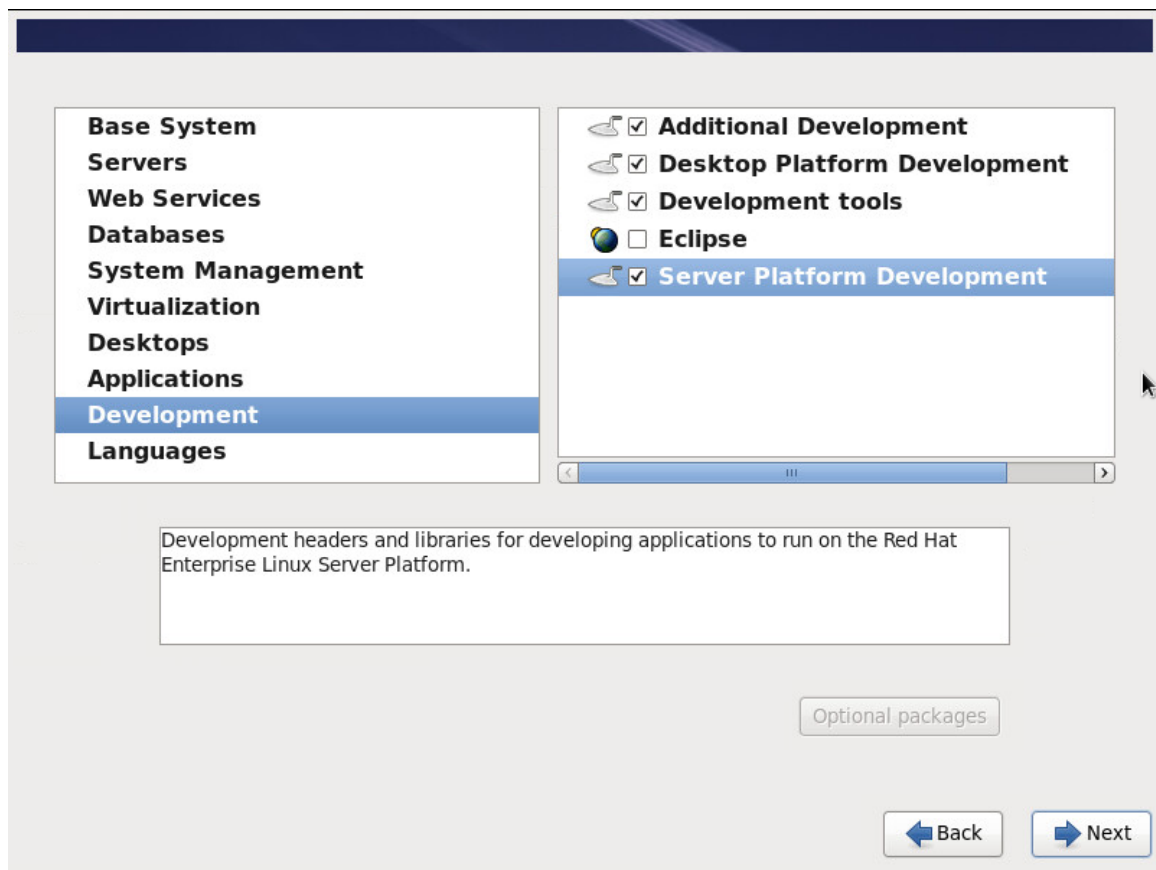 Base System
Servers
Web Services
Databases
System Management
Virtualization
Desktops
Applications
Development
Languages
Additional Development
Desktop Platform Development
Development tools
Eclipse
Server Platform Development
Development headers and libraries for developing applications to run on the Red Hat
Enterprise Linux Server Platform.
Optional packages
Back
Next